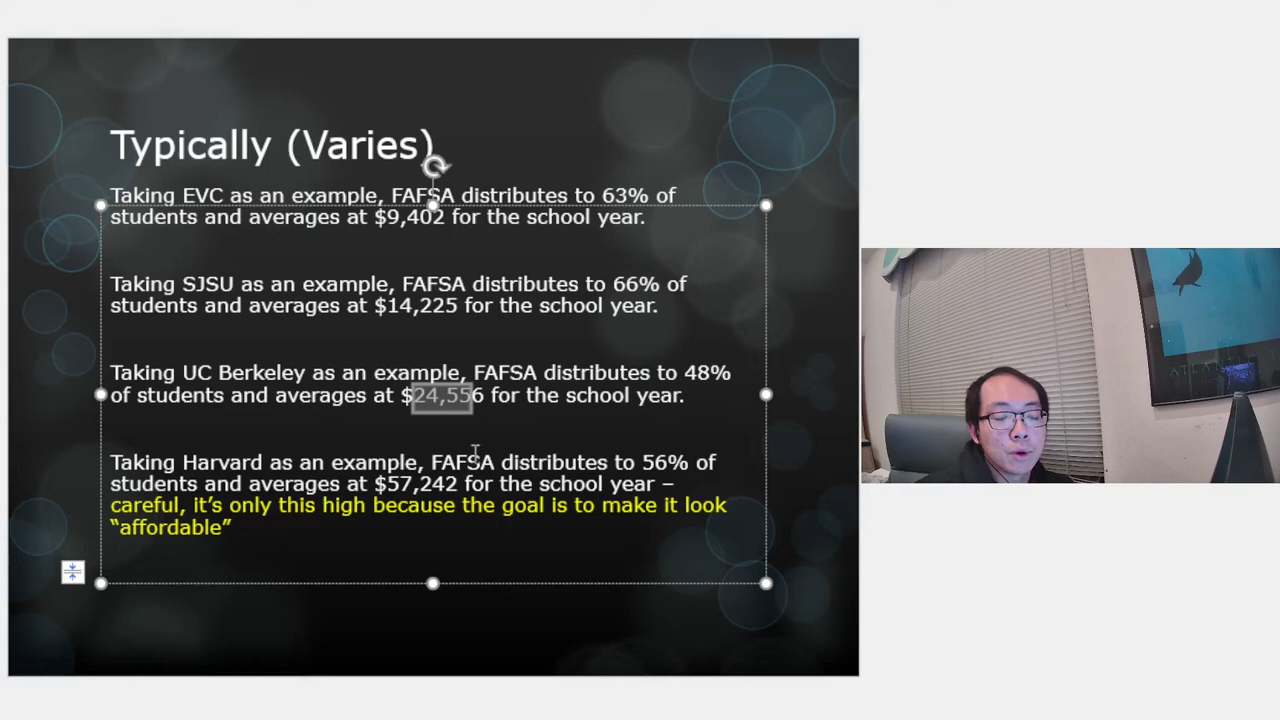 Typically (Varies)
Taking EVC as an example, FAFSA distributes to 63% of
students and averages at $9,402 for the school year.
Taking SJSU as an example, FAFSA distributes to 66% of
students and averages at $14,225 for the school year.
Taking UC Berkeley as an example, FAFSA distributes to 48%
of students and averages at $24,556 for the school year.
Taking Harvard as an example, FAFSA distributes to 56% of
students and averages at $57,242 for the school year –
careful, it’s only this high because the goal is to make it look
“affordable”
ATLANTIS